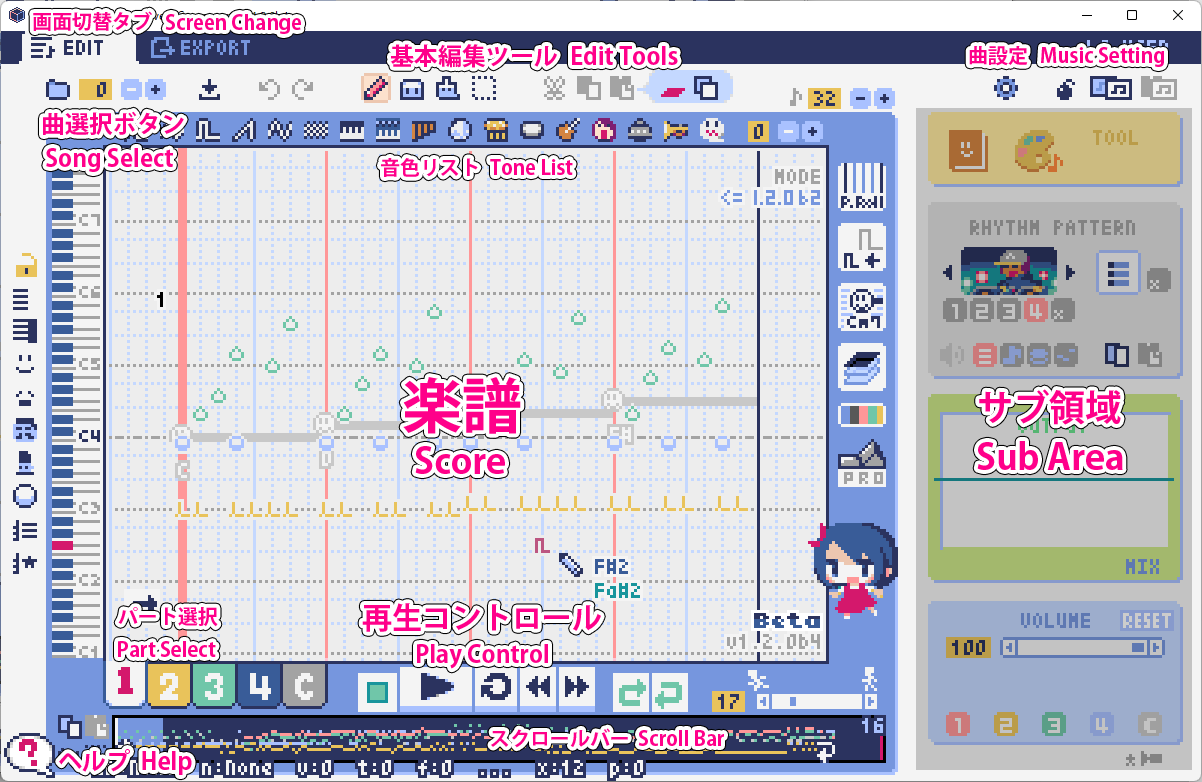 画面切替タブ Screen Change
EDIT
EXPORT
基本編集ツール Edit Tools
曲設定 Music Setting
0
32
曲選択ボタン
Song Select
0
音色リスト Tone List
MODE
<= 1.2.0b2
P.Roll
TOOL
C7
RHYTHM PATTERN
C6
1
x
1 2 3 4 x
C5
楽譜
Score
サブ領域
Sub Area
C4
PRO
C3
F#2
Fa#2
C2
MIX
パート選択
Part Select
再生コントロール
Play Control
Beta
v1.2.0b4
C1
VOLUME RESET
100
1 2 3 4 C
17
スクロールバー Scroll Bar
16
1 2 3 4 C
ヘルプ Help
n:none v:0 t:0 f:0 ... x:12 p:0